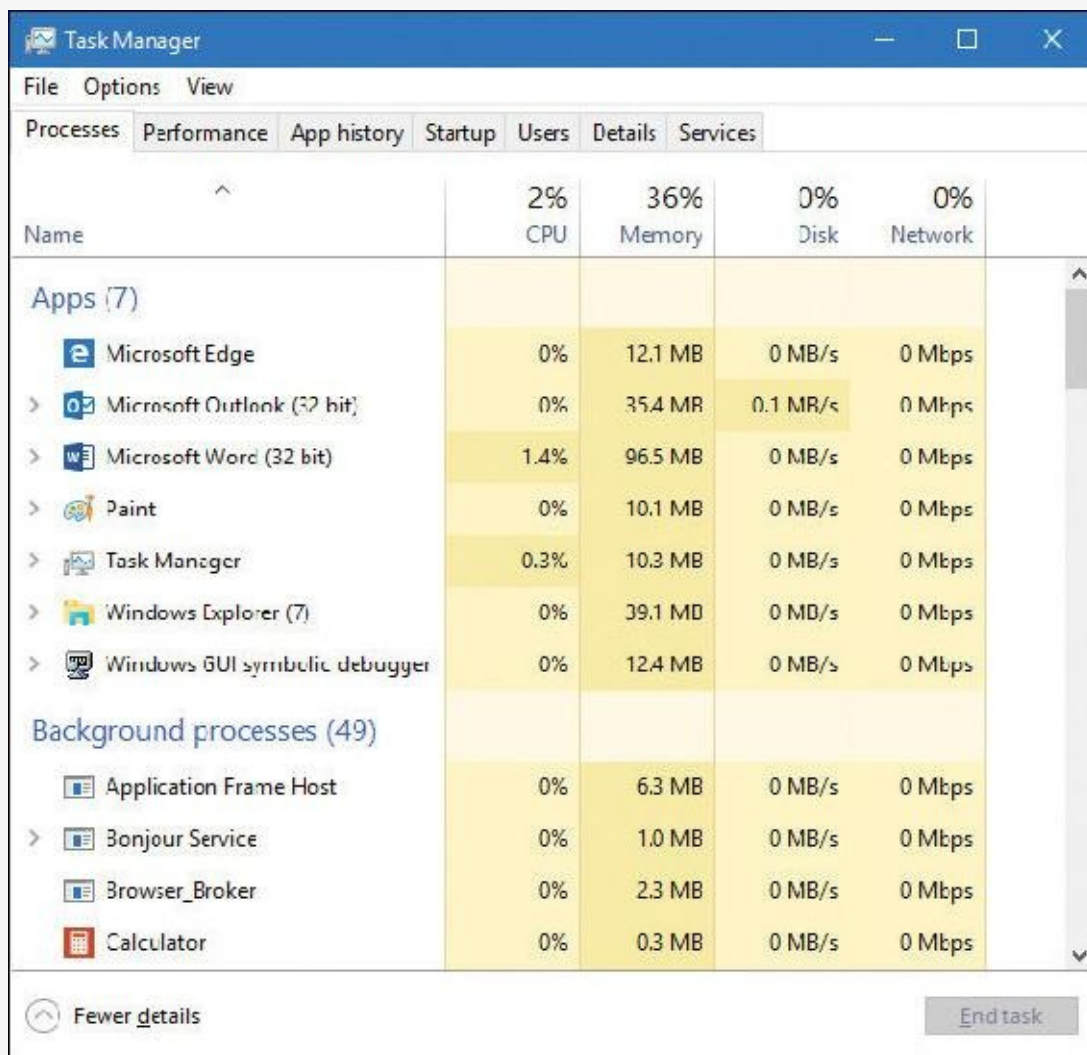 Task Manager
File Options View
Processes Performance App history Startup Users Details Services
2% 36% 0% 0%
Name CPU Memory Disk Network
Apps (7)
Microsoft Edge 0% 12.1 MB 0 MB/s 0 Mbps
Microsoft Outlook (32 bit) 0% 35.4 MB 0.1 MB/s 0 Mbps
Microsoft Word (32 bit) 1.4% 96.5 MB 0 MB/s 0 Mbps
Paint 0% 10.1 MB 0 MB/s 0 Mbps
Task Manager 0.3% 10.3 MB 0 MB/s 0 Mbps
Windows Explorer (7) 0% 39.1 MB 0 MB/s 0 Mbps
Windows GUI symbolic debugger 0% 12.4 MB 0 MB/s 0 Mbps
Background processes (49)
Application Frame Host 0% 6.3 MB 0 MB/s 0 Mbps
Bonjour Service 0% 1.0 MB 0 MB/s 0 Mbps
Browser_Broker 0% 2.3 MB 0 MB/s 0 Mbps
Calculator 0% 0.3 MB 0 MB/s 0 Mbps
Fewer details End task